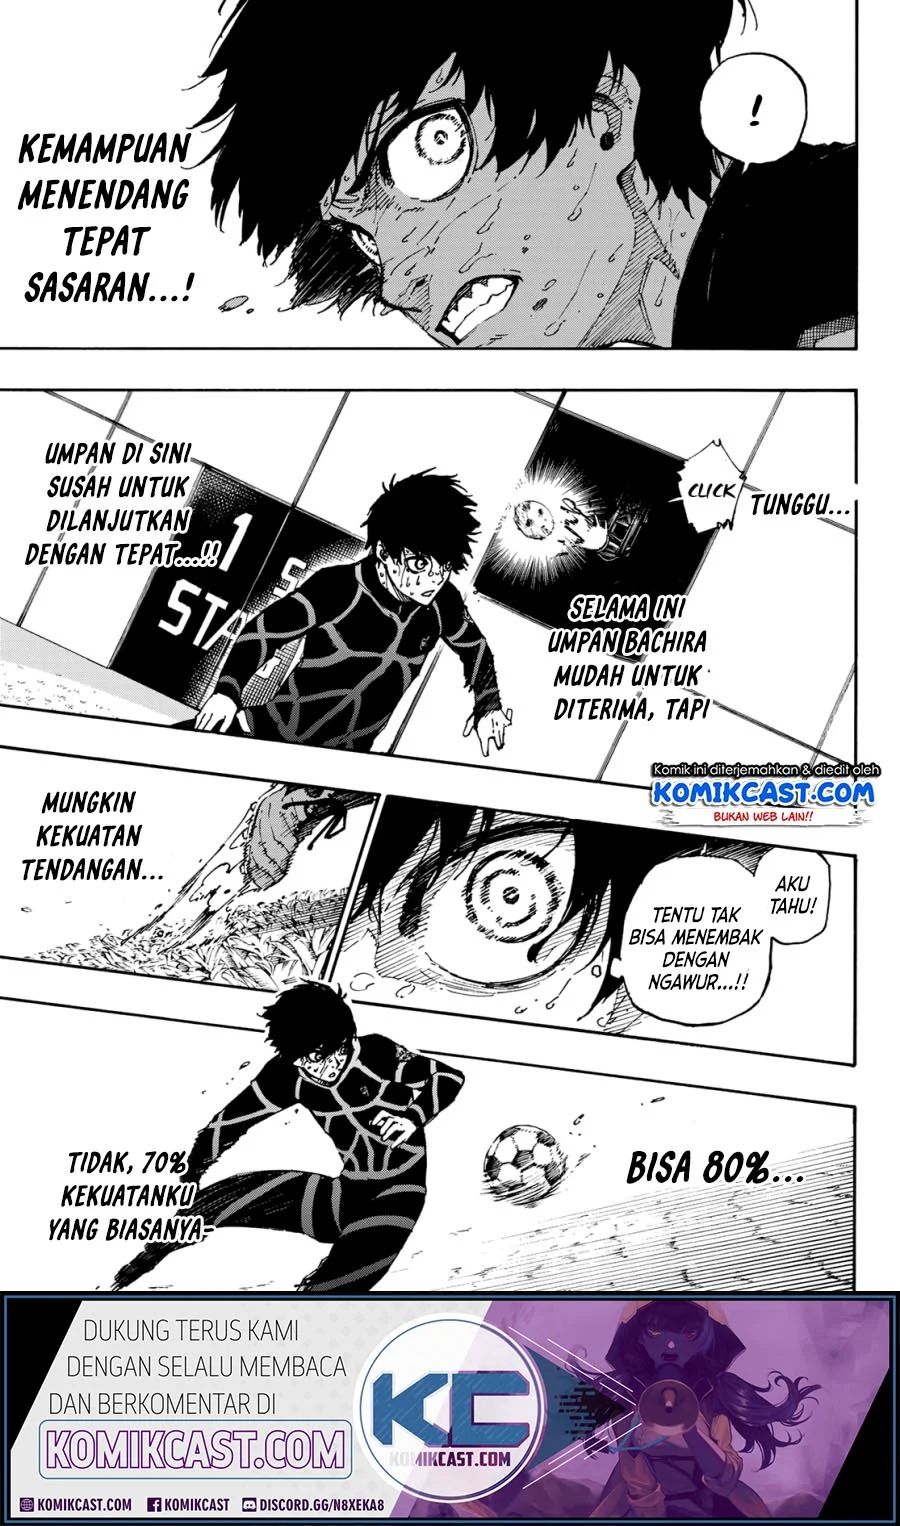 !
KEMAMPUAN
MENENDANG
TEPAT
SASARAN...!
CLICK
TUNGGU...
UMPAN DI SINI
SUSAH UNTUK
DILANJUTKAN
DENGAN TEPAT...!!
1
STA
S
SELAMA INI
UMPAN BACHIRA
MUDAH UNTUK
DITERIMA, TAPI
Komik ini diterjemahkan & diedit oleh
KOMIKCAST.COM
BUKAN WEB LAIN!!
AKU
TAHU!
TENTU TAK
BISA MENEMBAK
DENGAN
NGAWUR...!!
MUNGKIN
KEKUATAN
TENDANGAN...
BISA 80%...
TIDAK, 70%
KEKUATANKU
YANG BIASANYA-
DUKUNG TERUS KAMI
DENGAN SELALU MEMBACA
DAN BERKOMENTAR DI
KOMIKCAST.COM
KC
KOMIKCAST.COM
KOMIKCAST.COM KOMIKCAST DISCORD.GG/N8XEKA8